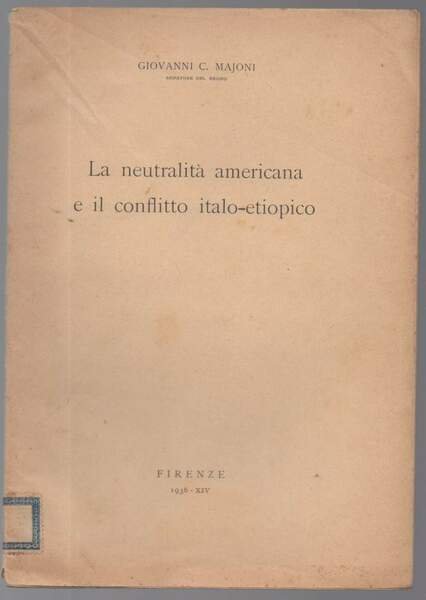 GIOVANNI C. MAJONI
SENATORE DEL REGNO
La neutralità americana
e il conflitto italo-etiopico
FIRENZE
1936 - XIV